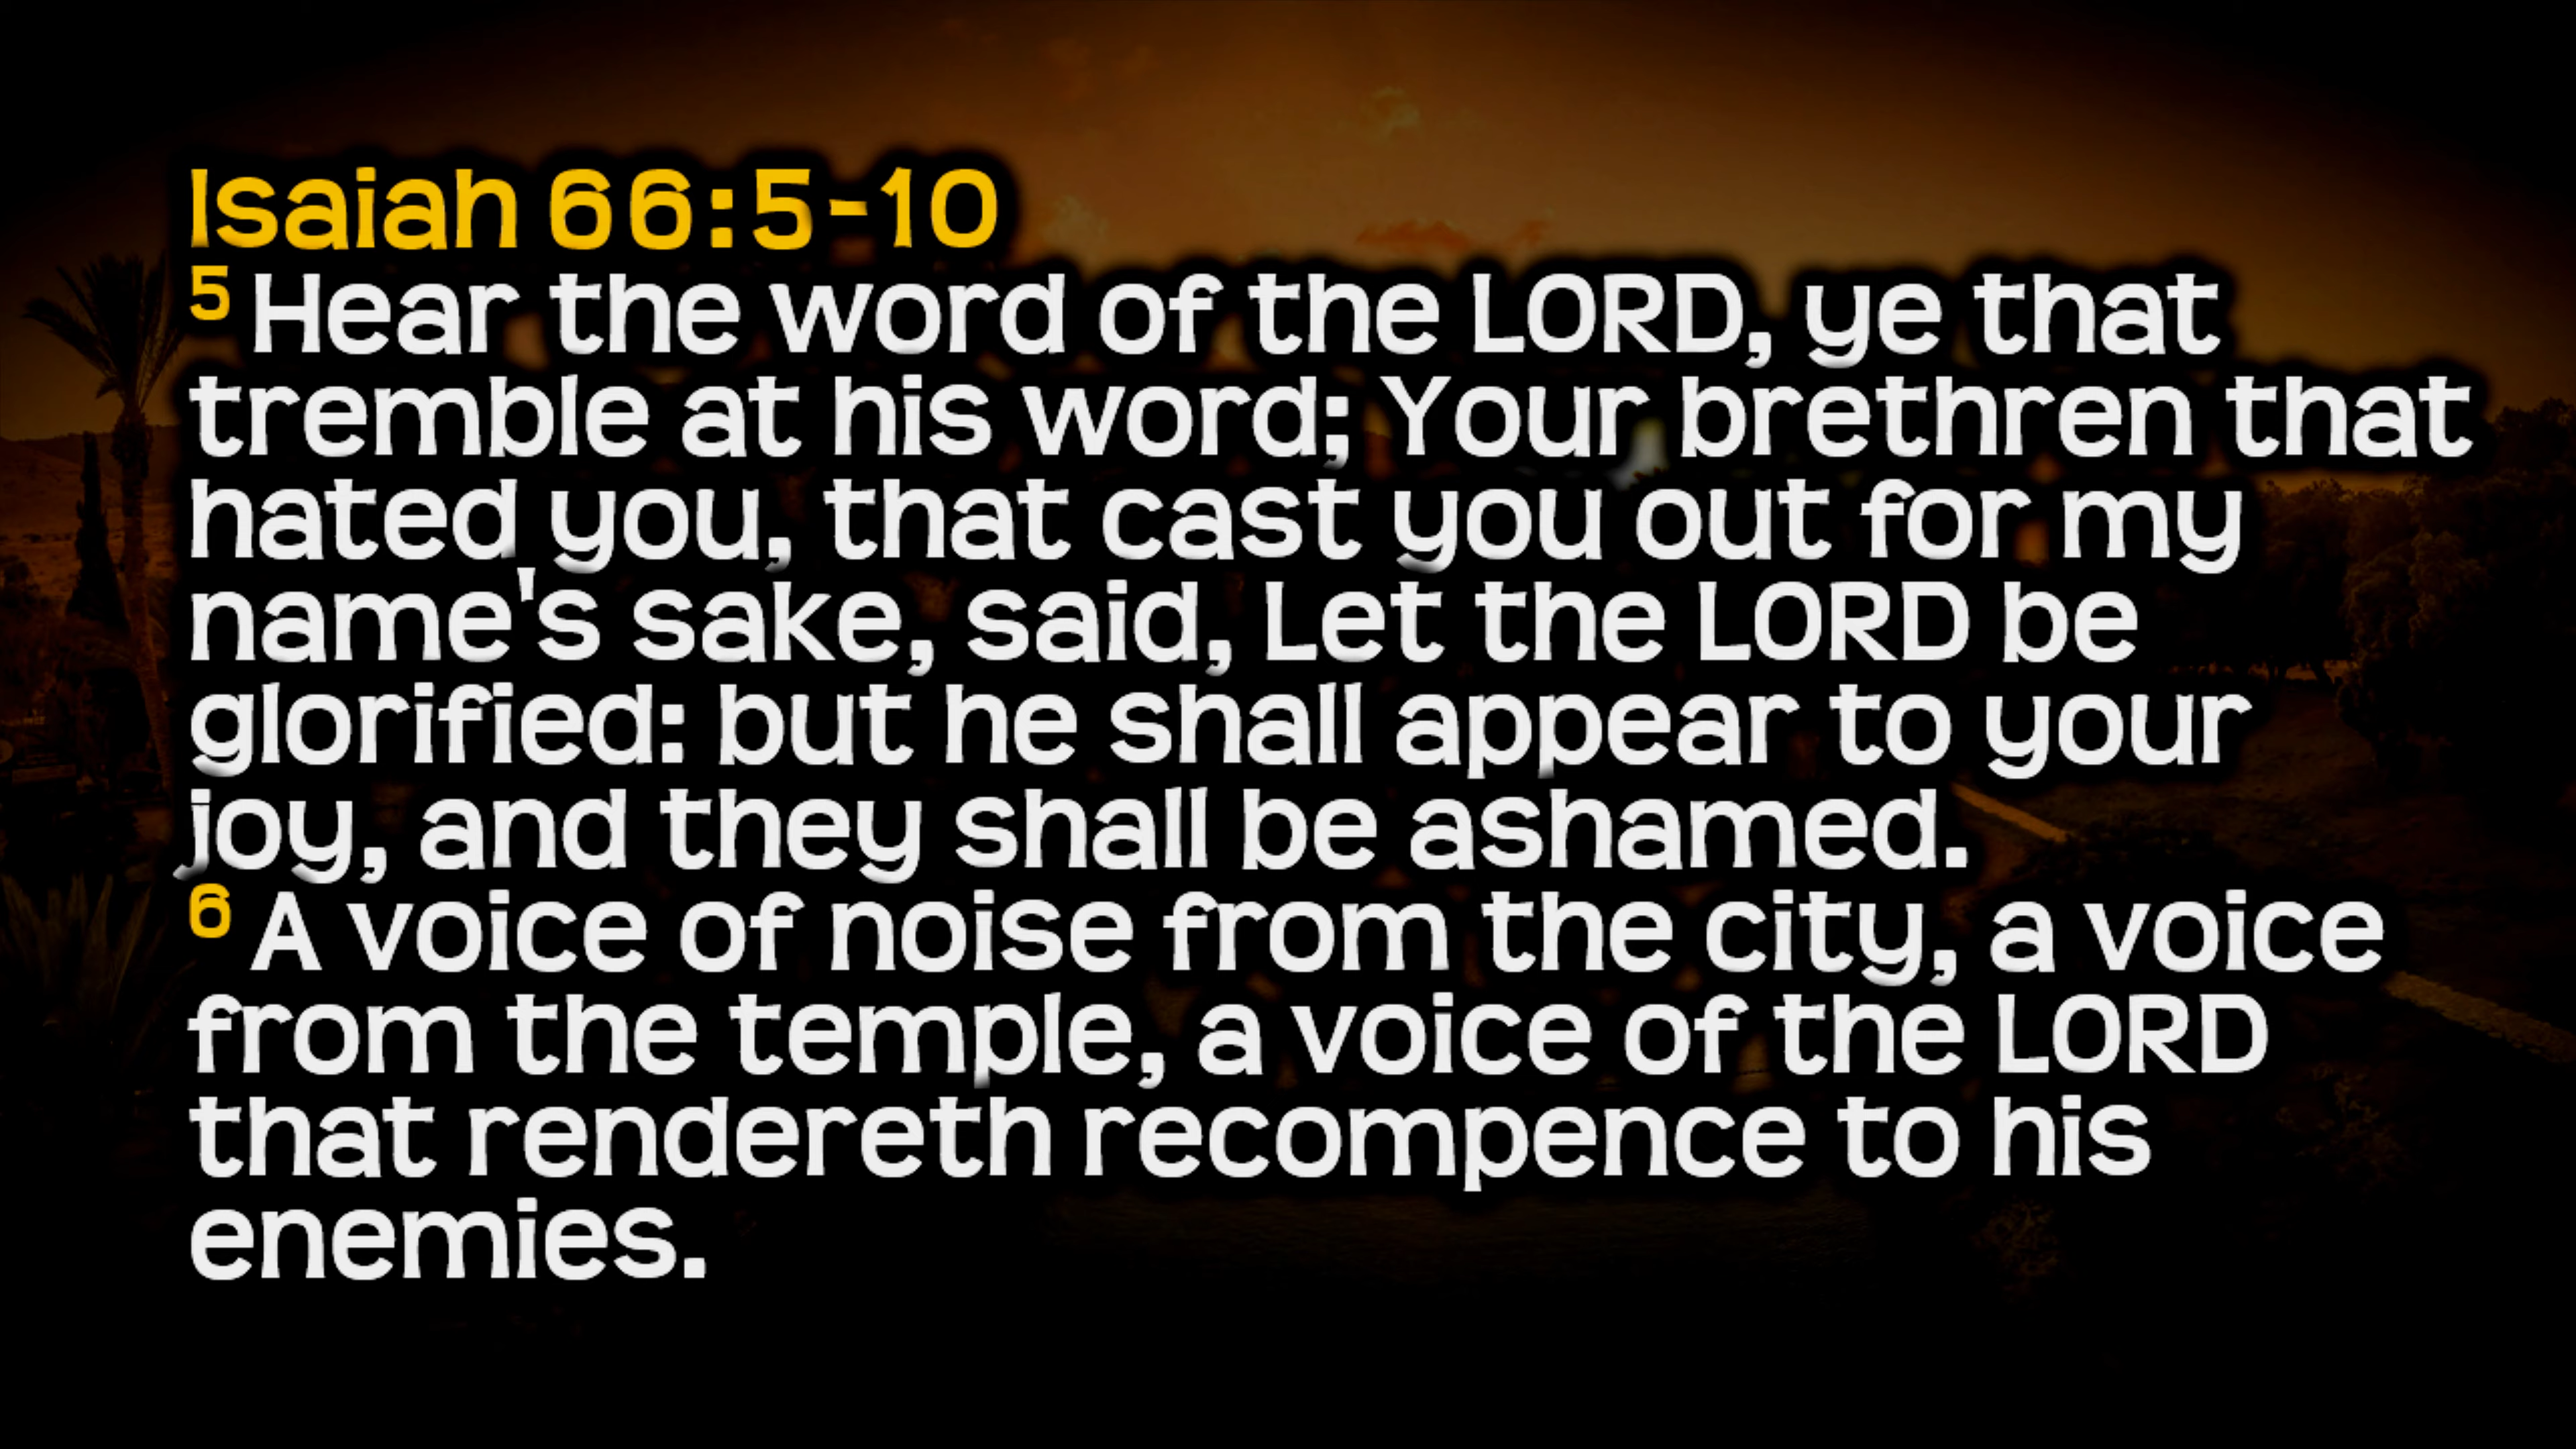 Isaiah 66:5-10
5 Hear the word of the LORD, ye that
tremble at his word; Your brethren that
hated you, that cast you out for my
name's sake, said, Let the LORD be
glorified: but he shall appear to your
joy, and they shall be ashamed.
6 A voice of noise from the city, a voice
from the temple, a voice of the LORD
that rendereth recompence to his
enemies.